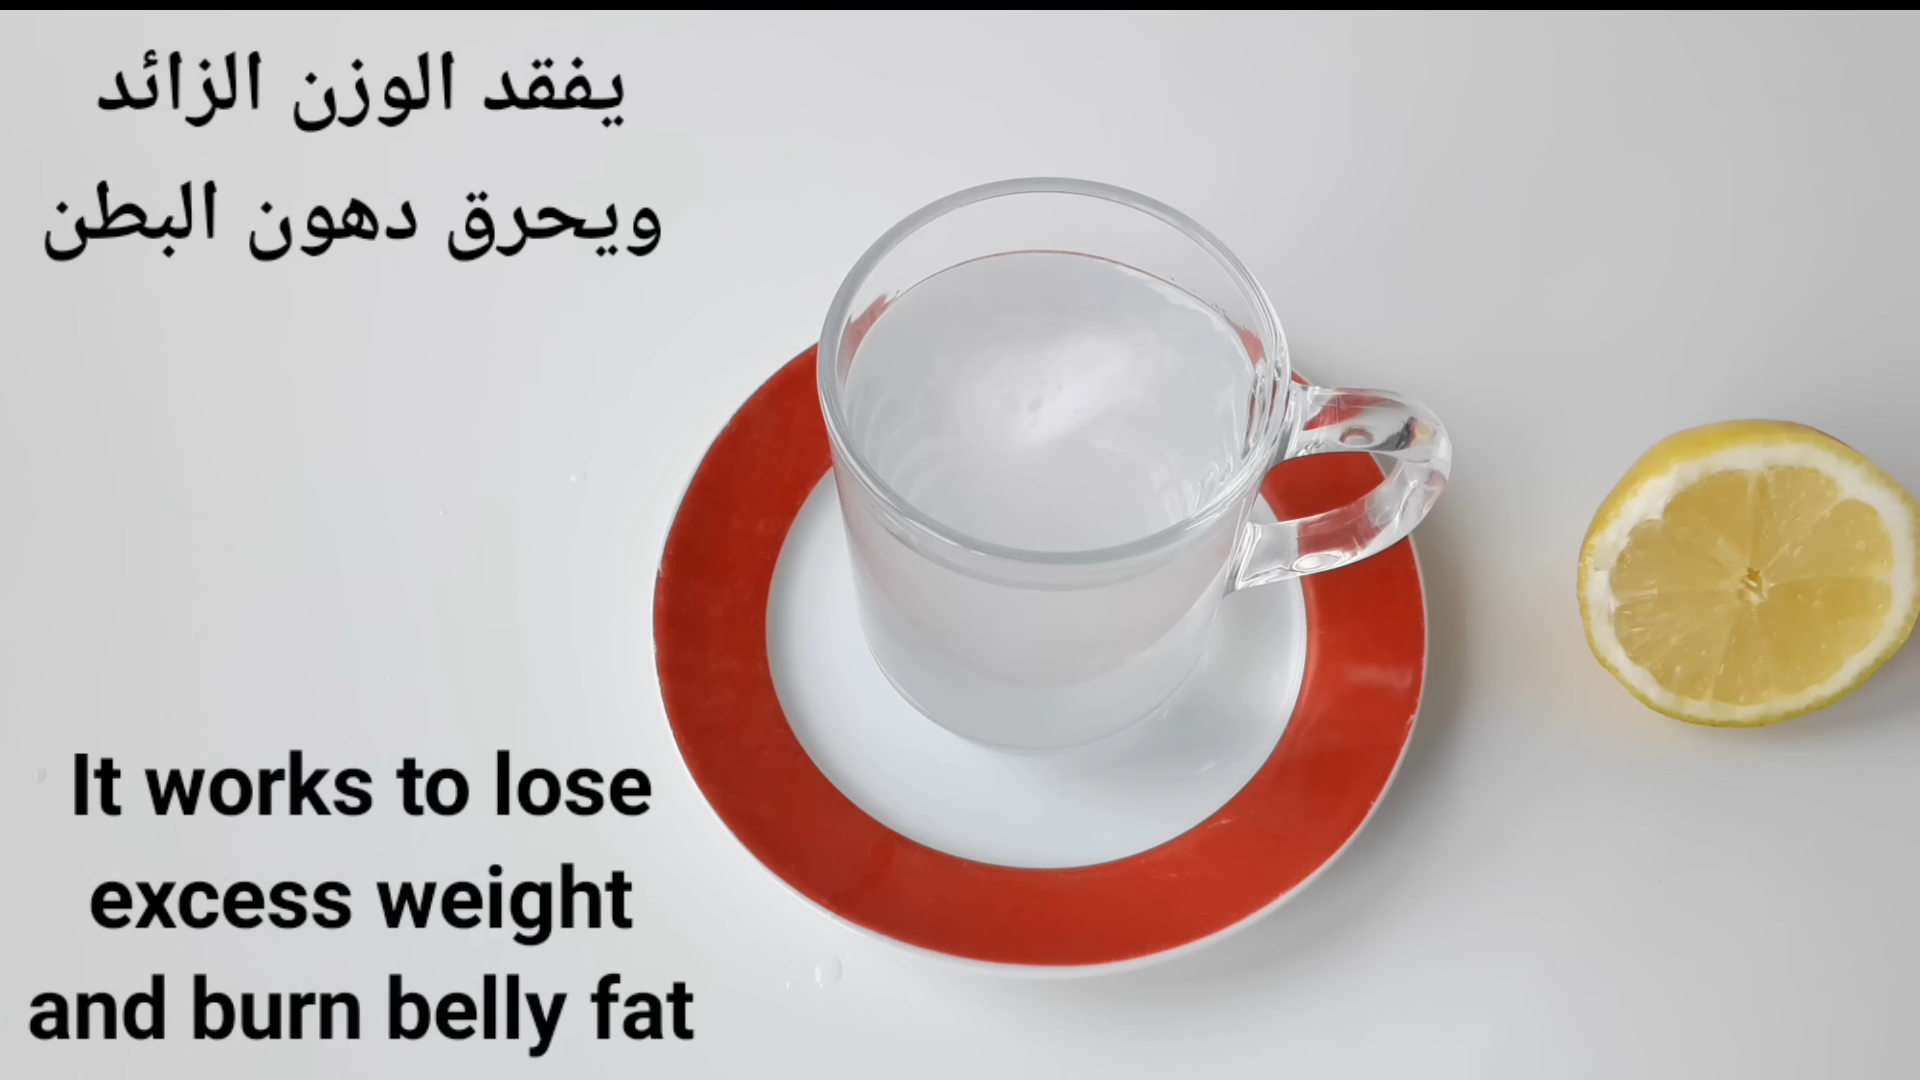 يفقد الوزن الزائد
ويحرق دهون البطن
It works to lose
excess weight
and burn belly fat